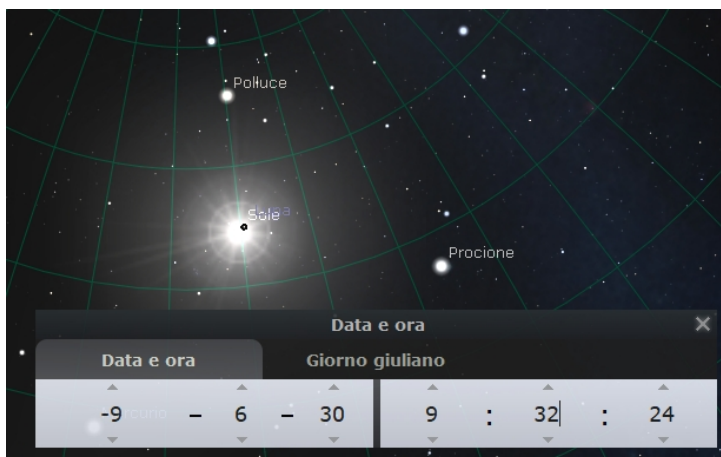 Polluce
Sole
Procione
Data e ora
Data e ora Giorno giuliano
-9 – 6 – 30 9 : 32 : 24